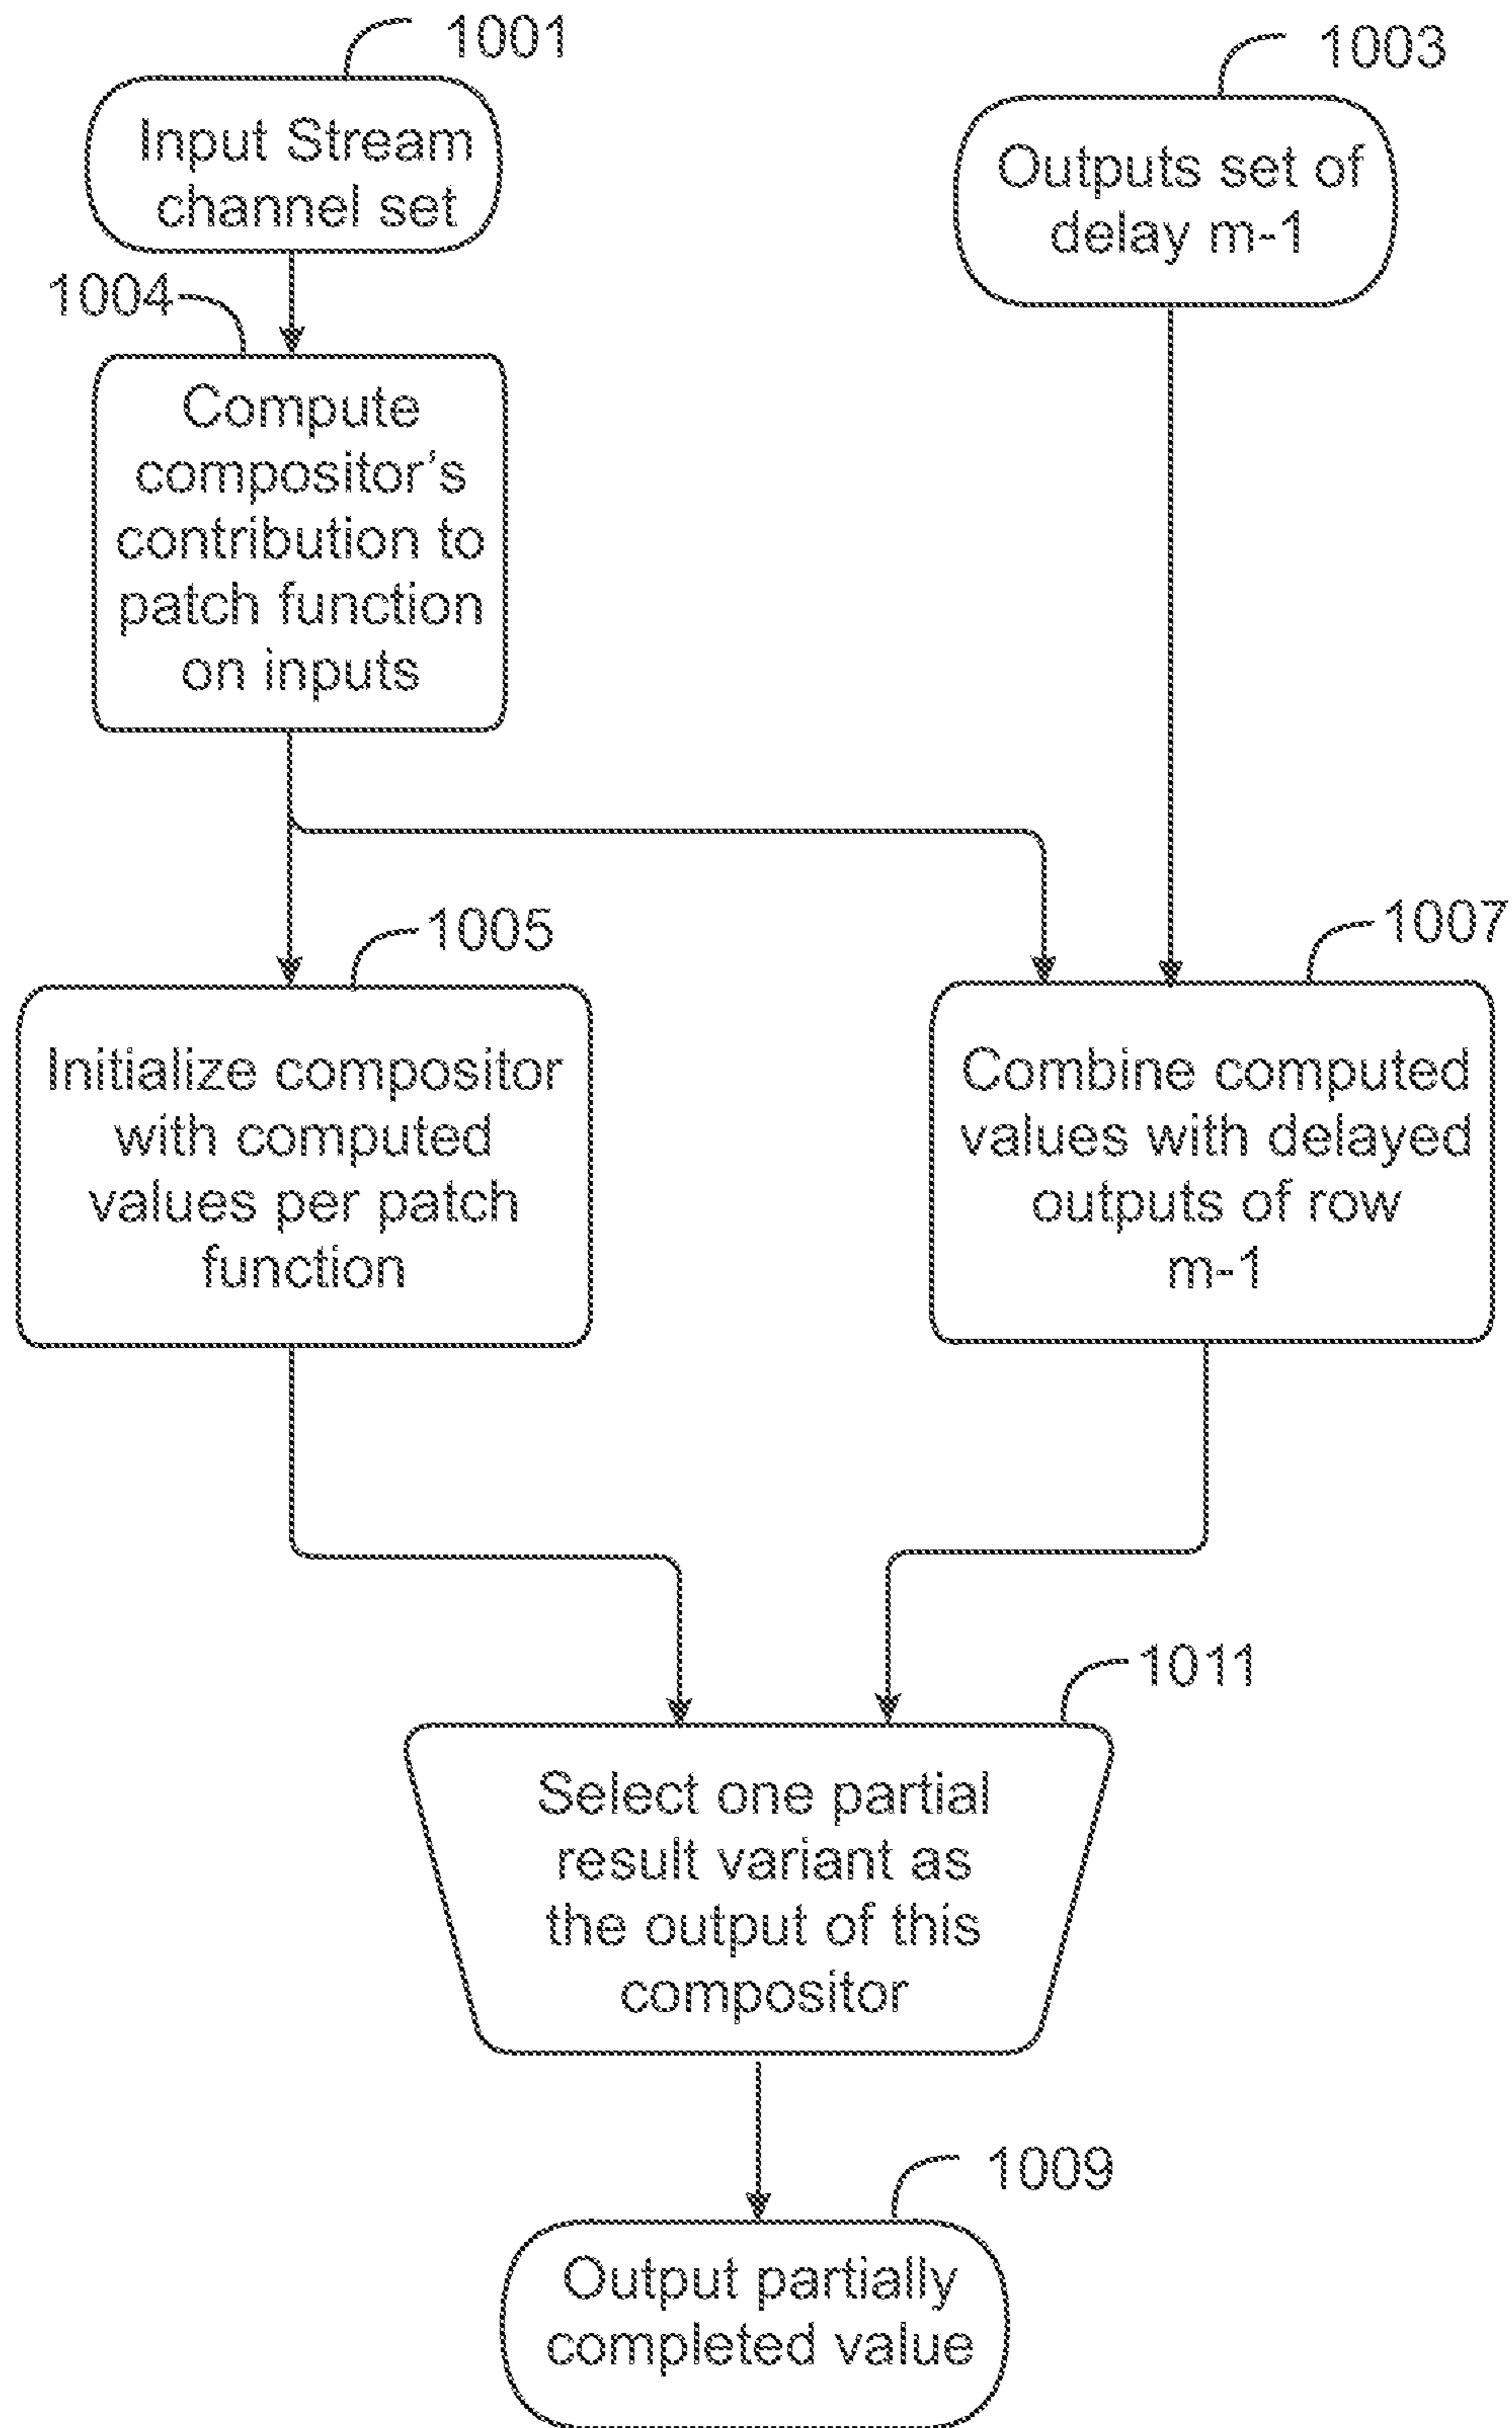 1001
Input Stream
channel set
1003
Outputs set of
delay m-1
1004
Compute
compositor's
contribution to
patch function
on inputs
1005
Initialize compositor
with computed
values per patch
function
1007
Combine computed
values with delayed
outputs of row
m-1
1011
Select one partial
result variant as
the output of this
compositor
1009
Output partially
completed value